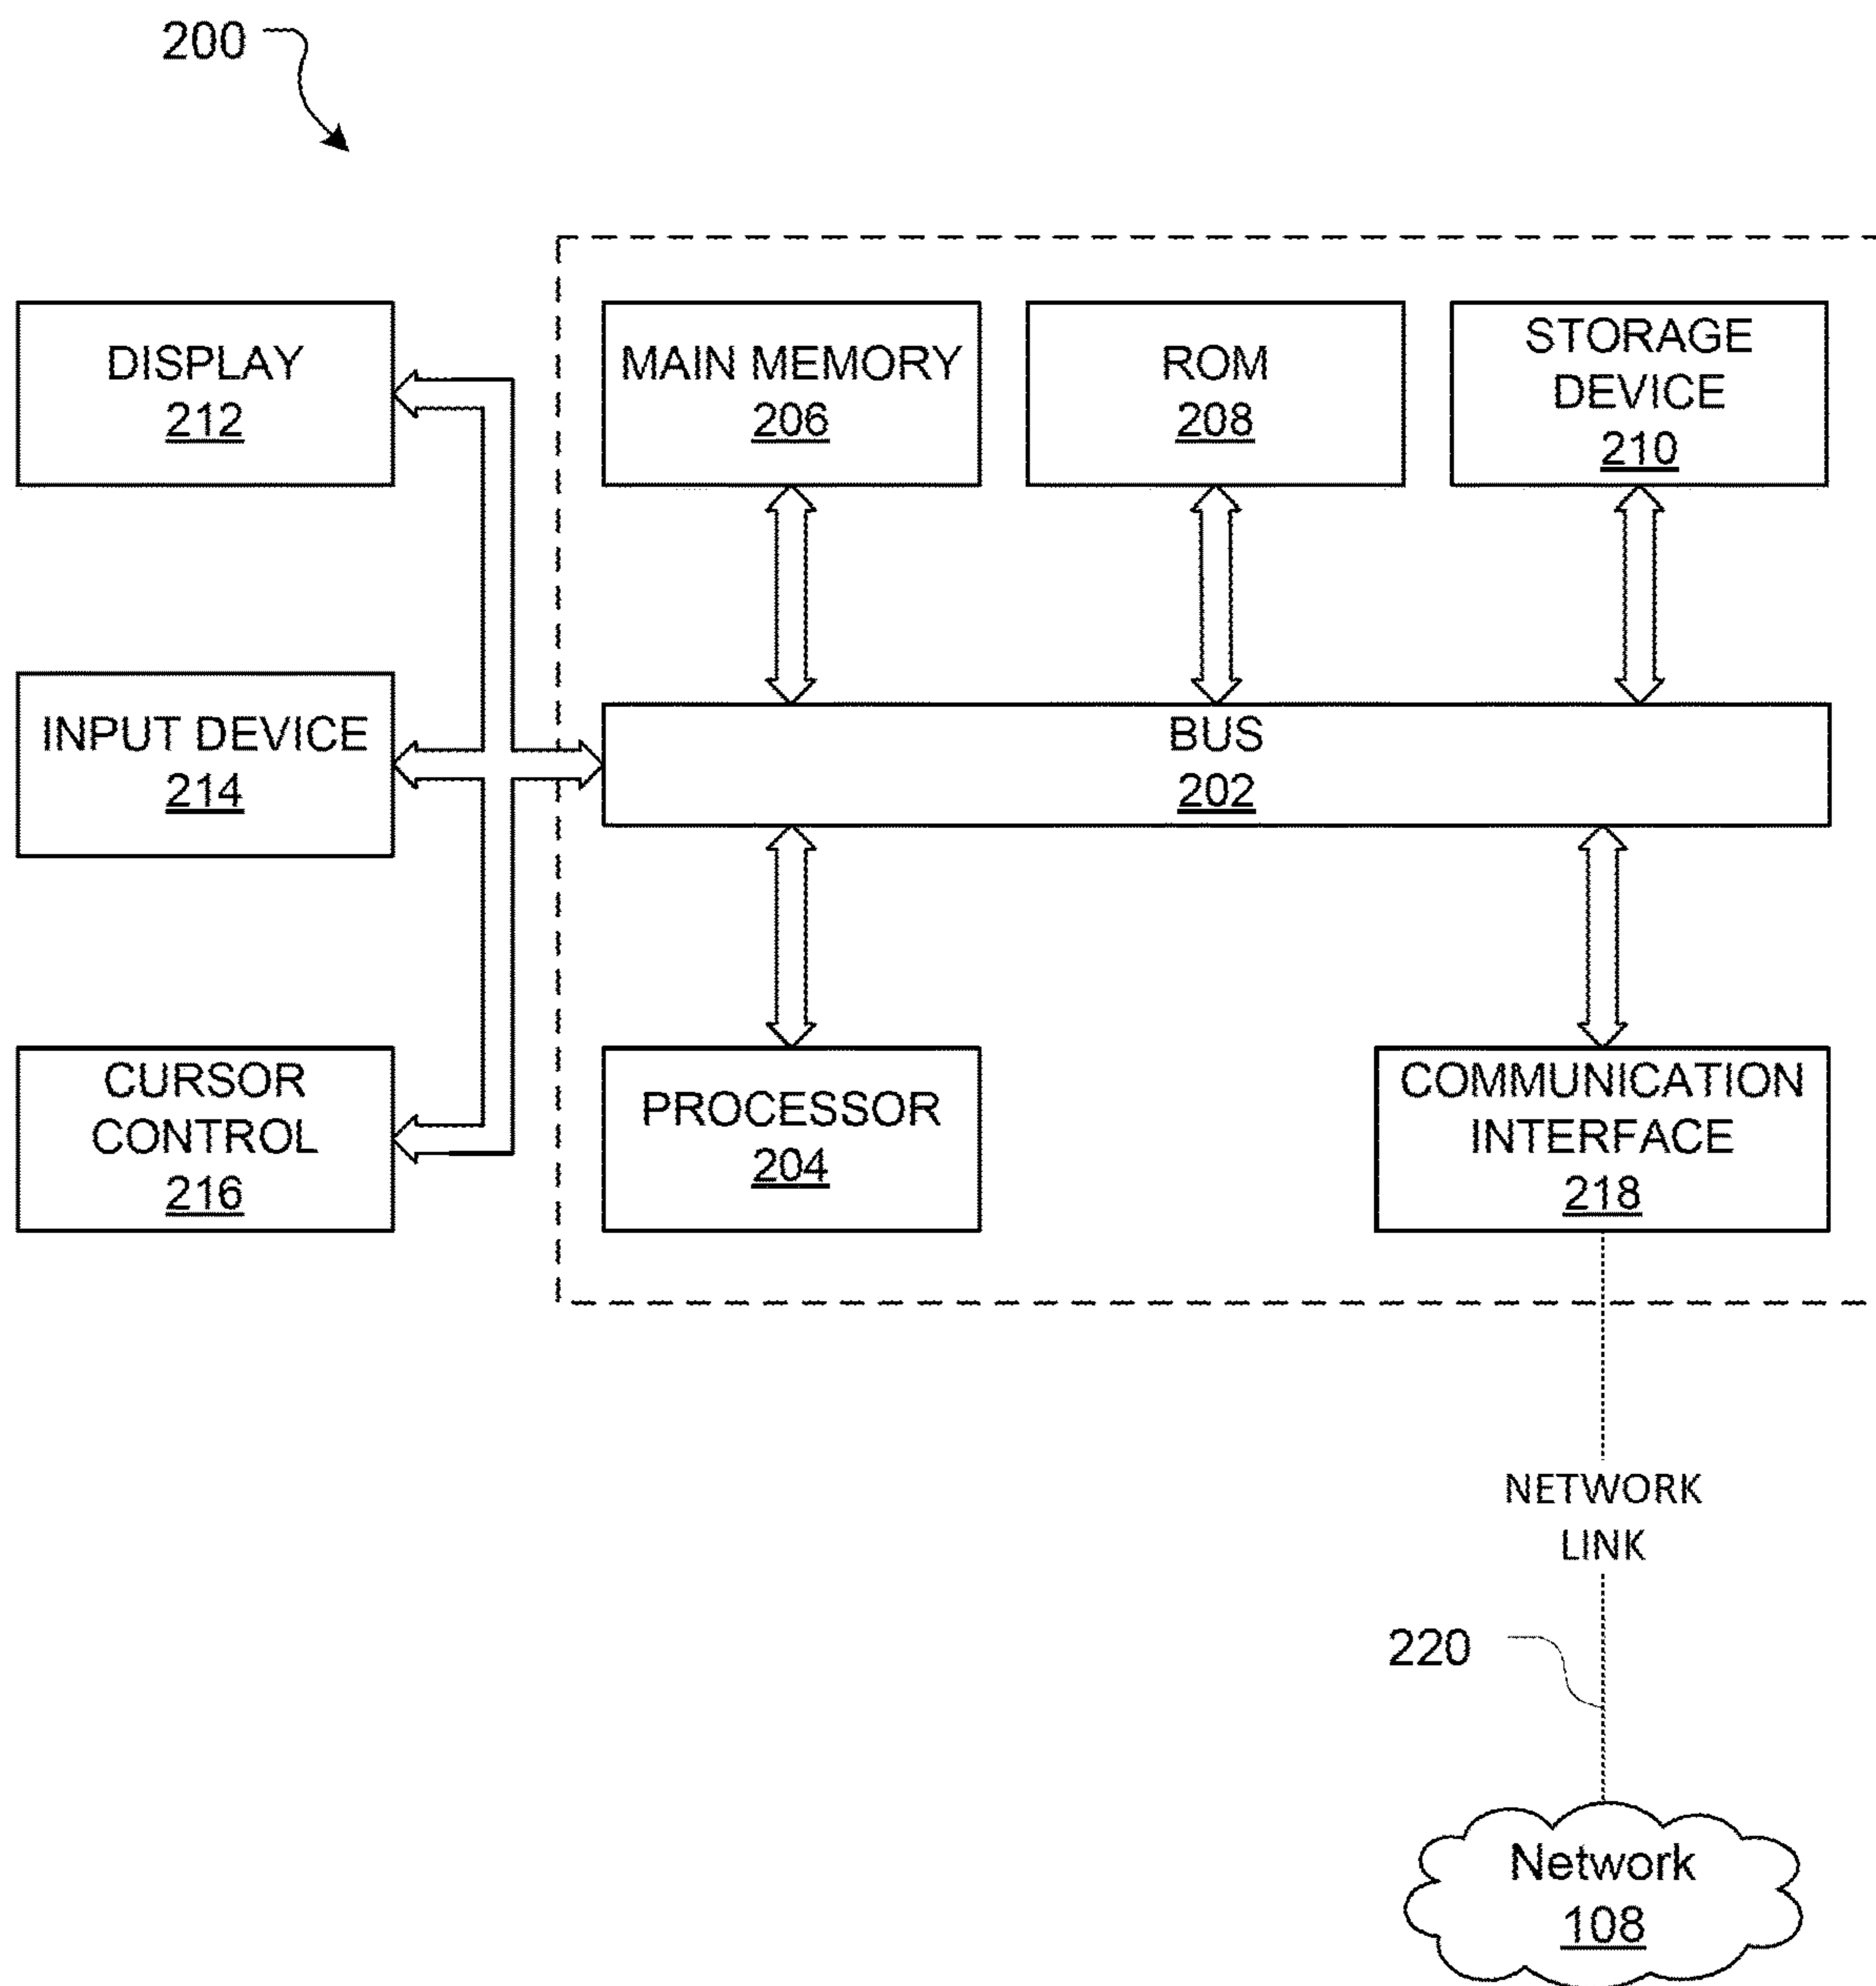 200
DISPLAY
212
MAIN MEMORY
206
ROM
208
STORAGE
DEVICE
210
INPUT DEVICE
214
BUS
202
CURSOR
CONTROL
216
PROCESSOR
204
COMMUNICATION
INTERFACE
218
NETWORK
LINK
220
Network
108